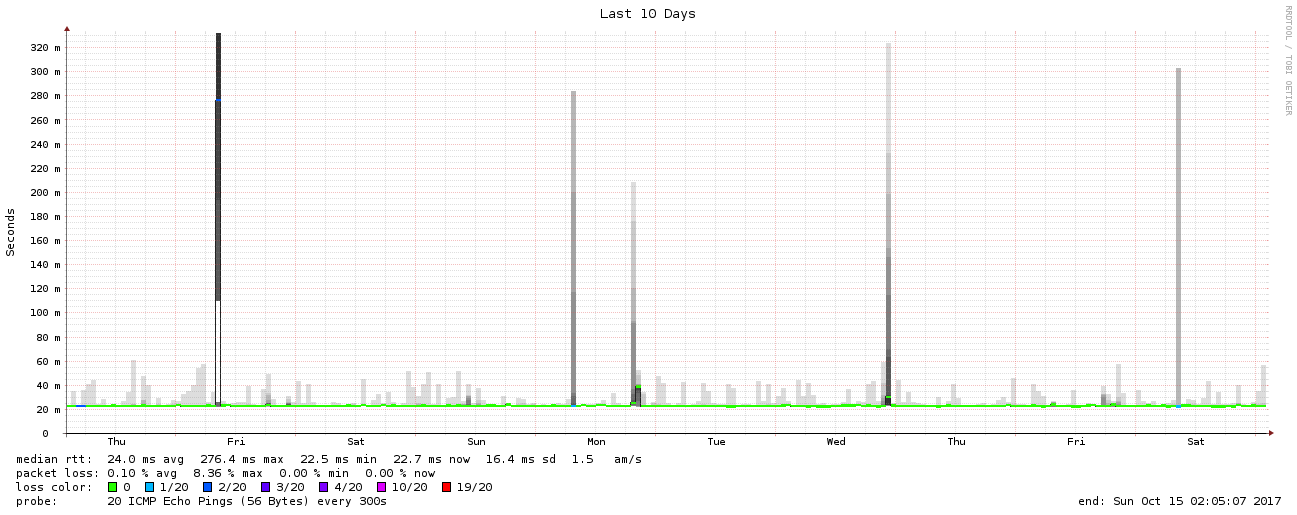 Last 10 Days
RRDTOOL / TOBI OETIKER
Seconds
320 m
300 m
280 m
260 m
240 m
220 m
200 m
180 m
160 m
140 m
120 m
100 m
80 m
60 m
40 m
20 m
0
Thu Fri Sat Sun Mon Tue Wed Thu Fri Sat
median rtt: 24.0 ms avg 276.4 ms max 22.5 ms min 22.7 ms now 16.4 ms sd 1.5 am/s
packet loss: 0.10 % avg 8.36 % max 0.00 % min 0.00 % now
loss color: 0 1/20 2/20 3/20 4/20 10/20 19/20
probe: 20 ICMP Echo Pings (56 Bytes) every 300s end: Sun Oct 15 02:05:07 2017